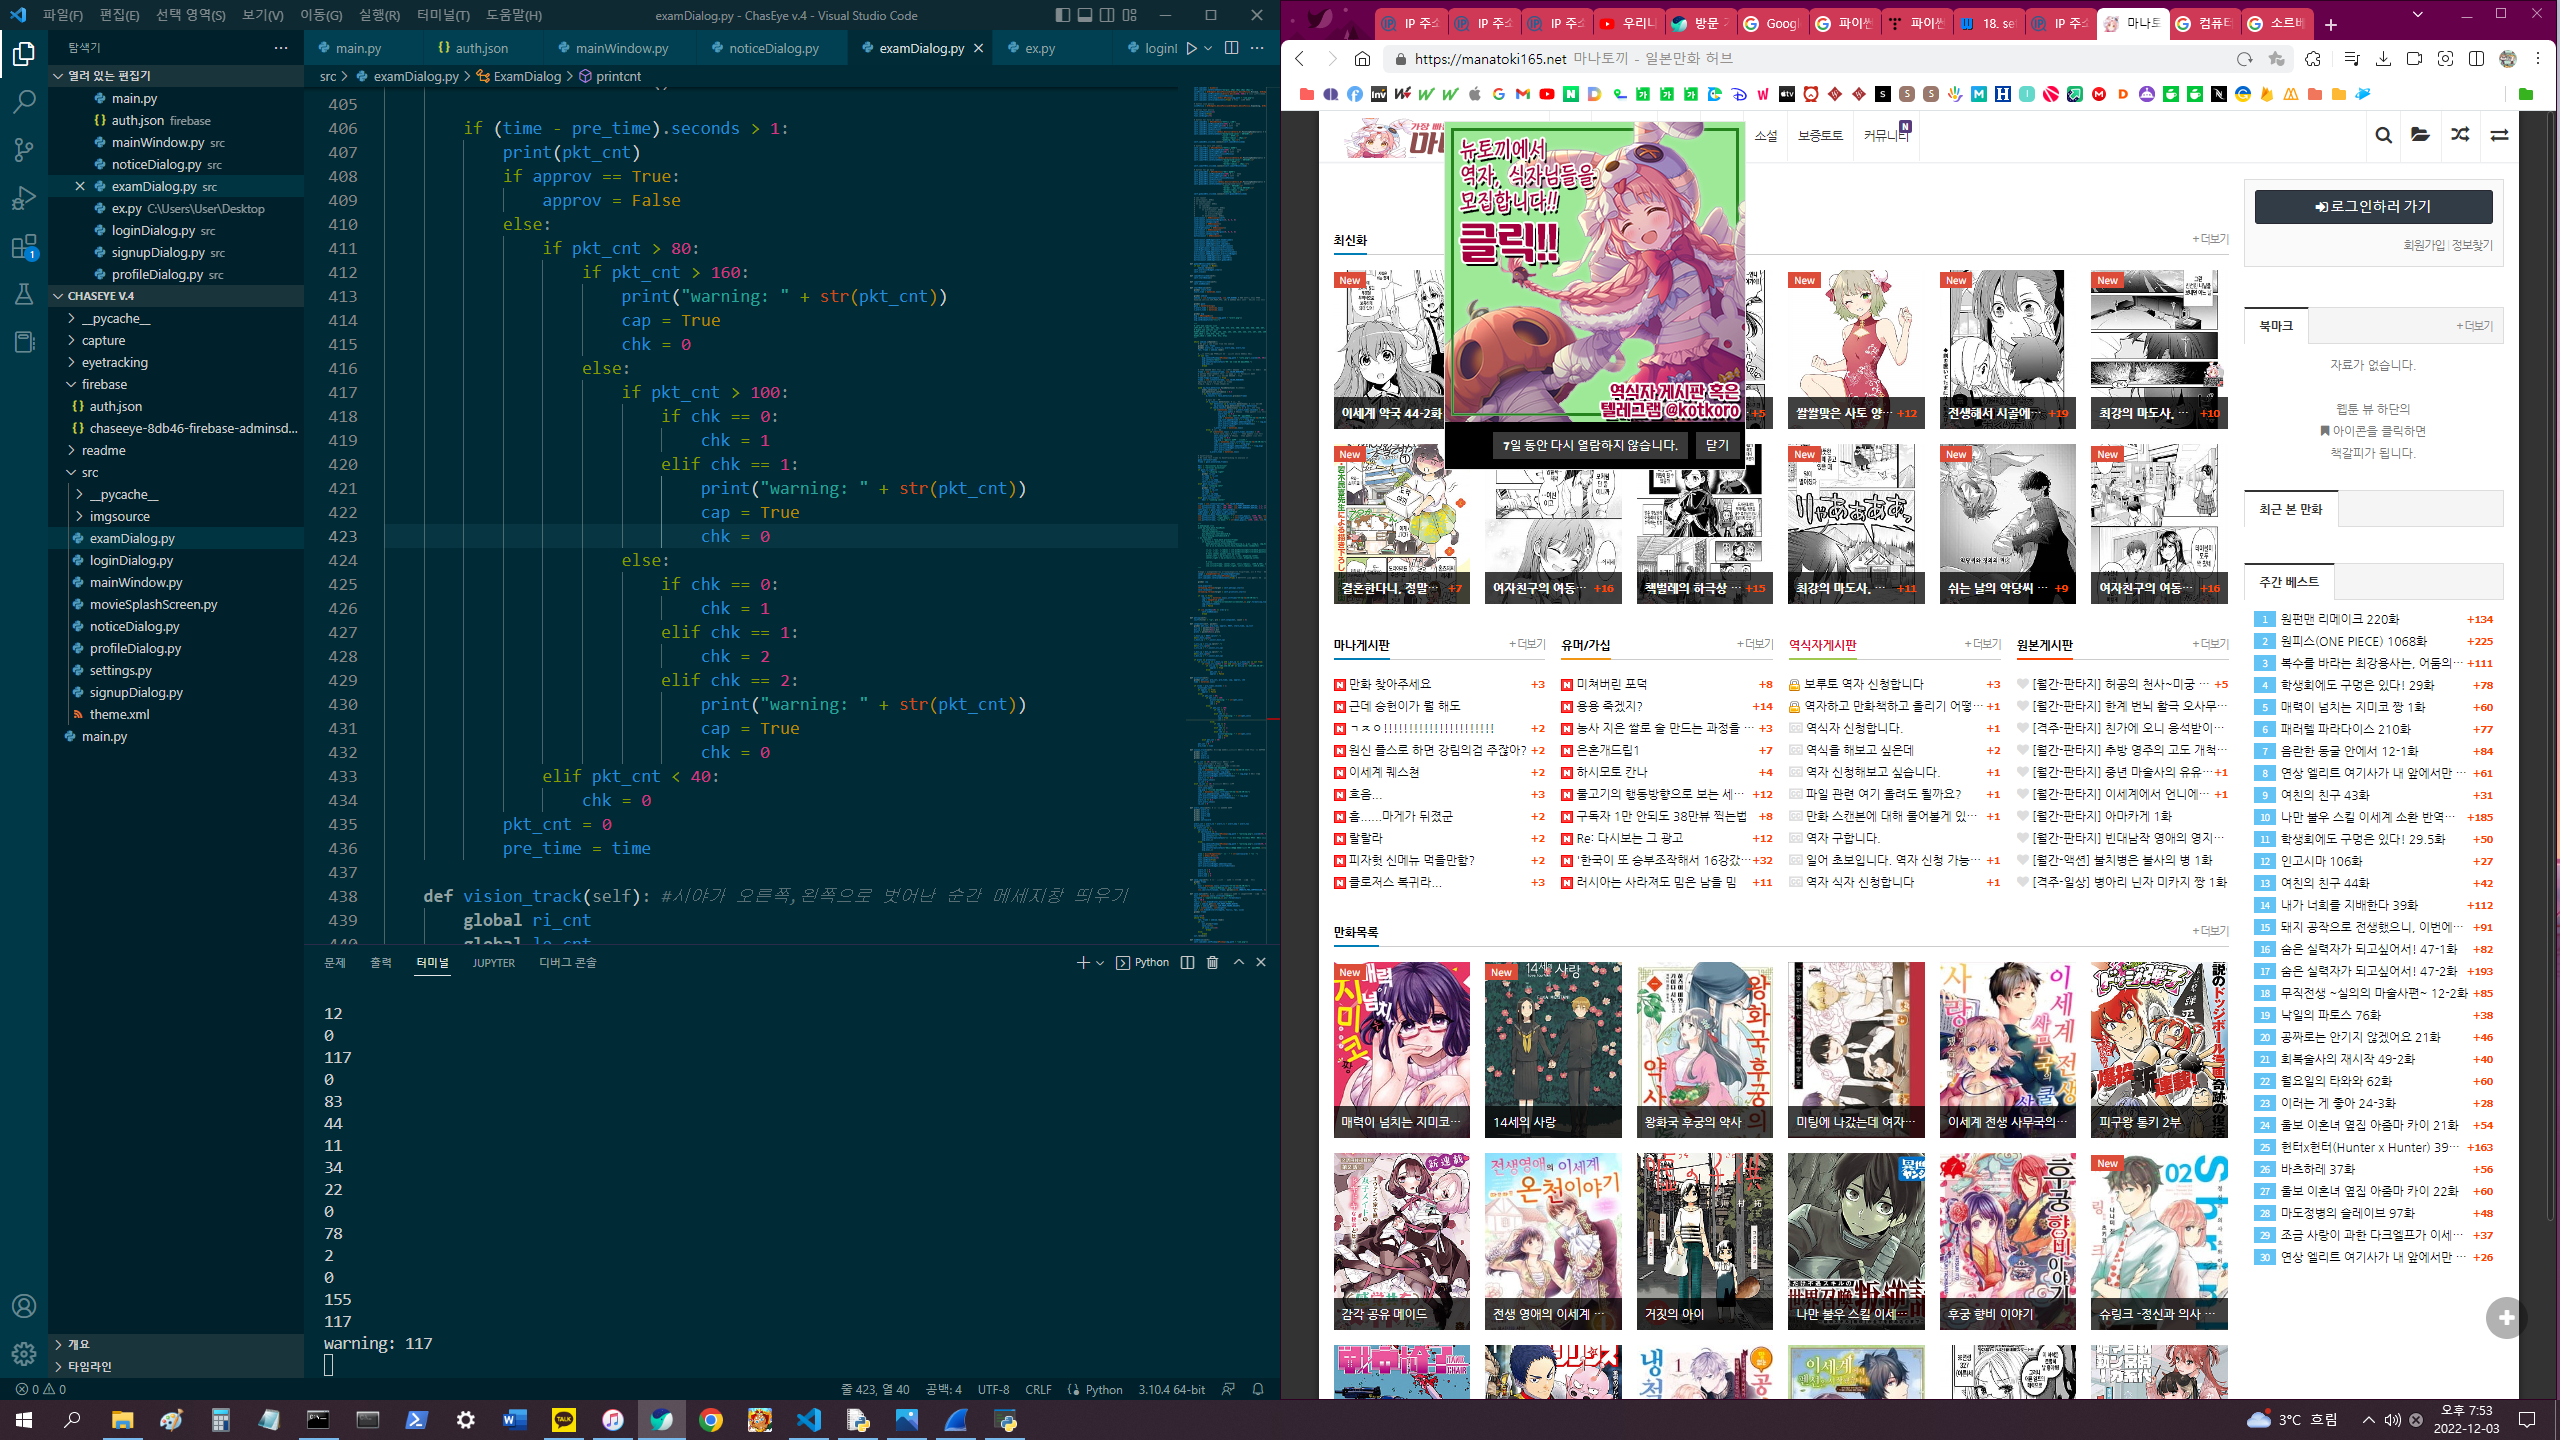 파일(F) 편집(E) 선택 영역(S) 보기(V) 이동(G) 실행(R) 터미널(T) 도움말(H)
examDialog.py - ChasEye v.4 - Visual Studio Code
탐색기
열려 있는 편집기
main.py
auth.json firebase
mainWindow.py src
noticeDialog.py src
examDialog.py src
ex.py C:\Users\User\Desktop
loginDialog.py src
signupDialog.py src
profileDialog.py src
CHASEYE V.4
__pycache__
capture
eyetracking
firebase
auth.json
chaseeye-8db46-firebase-adminsd...
readme
src
__pycache__
imgsource
examDialog.py
loginDialog.py
mainWindow.py
movieSplashScreen.py
noticeDialog.py
profileDialog.py
settings.py
signupDialog.py
theme.xml
main.py
개요
타임라인
main.py auth.json mainWindow.py noticeDialog.py examDialog.py ex.py loginI
src > examDialog.py > ExamDialog > printcnt
405
406 if (time - pre_time).seconds > 1:
407 print(pkt_cnt)
408 if approv == True:
409 approv = False
410 else:
411 if pkt_cnt > 80:
412 if pkt_cnt > 160:
413 print("warning: " + str(pkt_cnt))
414 cap = True
415 chk = 0
416 else:
417 if pkt_cnt > 100:
418 if chk == 0:
419 chk = 1
420 elif chk == 1:
421 print("warning: " + str(pkt_cnt))
422 cap = True
423 chk = 0
424 else:
425 if chk == 0:
426 chk = 1
427 elif chk == 1:
428 chk = 2
429 elif chk == 2:
430 print("warning: " + str(pkt_cnt))
431 cap = True
432 chk = 0
433 elif pkt_cnt < 40:
434 chk = 0
435 pkt_cnt = 0
436 pre_time = time
437
438 def vision_track(self): #시야가 오른쪽,왼쪽으로 벗어난 순간 메세지창 띄우기
439 global ri_cnt
440 global le_cnt
문제 출력 터미널 JUPYTER 디버그 콘솔
Python
12
0
117
0
83
44
11
34
22
0
78
2
0
155
117
warning: 117
0 0
줄 423, 열 40 공백: 4 UTF-8 CRLF Python 3.10.4 64-bit
IP 주소 IP 주소 IP 주소 우리나 방문 기 Googl 파이썬 파이썬 18. se IP 주소 마나토 컴퓨터 소르비
https://manatoki165.net 마나토끼 - 일본만화 허브
소설 보증토토 커뮤니티
뉴토끼에서
역자, 식자님들을
모집합니다!!
클릭!!
역식자 게시판 혹은
텔레그램 @kotkoro
7일 동안 다시 열람하지 않습니다. 닫기
최신화 +더보기
이세계 약국 44-2화
+5
쌀쌀맞은 사토 양… +12
전생해서 시골에… +19
최강의 마도사. … +10
결혼한다니, 정말… +7
여자친구의 여동… +16
책벌레의 하극상 … +15
최강의 마도사. … +11
쉬는 날의 악당씨 … +9
여자친구의 여동… +16
마나게시판 +더보기
만화 찾아주세요 +3
근데 승헌이가 뭘 해도
ㄱㅈㅇ!!!!!!!!!!!!!!!!!!!!!! +2
원신 플스로 하면 강림의검 주잖아? +2
이세계 퀘스천 +2
흐음... +3
흠......마게가 뒤졌군 +2
랄랄라 +2
피자헛 신메뉴 먹을만함? +2
클로저스 복귀라... +3
유머/가십 +더보기
미쳐버린 포덕 +8
용용 죽겠지? +14
농사 지은 쌀로 술 만드는 과정을 … +3
은혼개드립1 +7
하시모토 칸나 +4
물고기의 행동방향으로 보는 세… +12
구독자 1만 안되도 38만뷰 찍는법 +8
Re: 다시보는 그 광고 +12
'한국이 또 승부조작해서 16강갔… +32
러시아는 사라져도 밈은 남을 밈 +11
역식자게시판 +더보기
보루토 역자 신청합니다 +3
역자하고 만화책하고 올리기 어떻… +1
역식자 신청합니다. +1
역식을 해보고 싶은데 +2
역자 신청해보고 싶습니다. +1
파일 관련 여기 올려도 될까요? +1
만화 스캔본에 대해 물어볼게 있… +1
역자 구합니다.
일어 초보입니다. 역자 신청 가능… +1
역자 식자 신청합니다 +1
원본게시판 +더보기
[월간-판타지] 허공의 천사~미궁 … +5
[월간-판타지] 한계 번뇌 활극 오사무…
[격주-판타지] 친가에 오니 응석받이…
[월간-판타지] 추방 영주의 고도 개척…
[월간-판타지] 중년 마술사의 유유… +1
[월간-판타지] 이세계에서 언니에… +1
[월간-판타지] 아마카게 1화
[월간-판타지] 빈대남작 영애의 영지…
[월간-액션] 불치병은 불사의 병 1화
[격주-일상] 병아리 닌자 미카지 짱 1화
만화목록 +더보기
매력이 넘치는 지미코…
14세의 사랑
왕화국 후궁의 약사
미팅에 나갔는데 여자…
이세계 전생 사무국의…
피구왕 통키 2부
감각 공유 메이드
전생 영애의 이세계 …
거짓의 아이
나만 불우 스킬 이세…
후궁 향비 이야기
슈링크 -정신과 의사 …
로그인하러 가기
회원가입 | 정보찾기
북마크 +더보기
자료가 없습니다.
웹툰 뷰 하단의
아이콘을 클릭하면
책갈피가 됩니다.
최근 본 만화
주간 베스트
1 원펀맨 리메이크 220화 +134
2 원피스(ONE PIECE) 1068화 +225
3 복수를 바라는 최강용사는, 어둠의… +111
4 학생회에도 구멍은 있다! 29화 +78
5 매력이 넘치는 지미코 짱 1화 +60
6 패러렐 파라다이스 210화 +77
7 음란한 동굴 안에서 12-1화 +84
8 연상 엘리트 여기사가 내 앞에서만 … +61
9 여친의 친구 43화 +31
10 나만 불우 스킬 이세계 소환 반역… +185
11 학생회에도 구멍은 있다! 29.5화 +50
12 인고시마 106화 +27
13 여친의 친구 44화 +42
14 내가 너희를 지배한다 39화 +112
15 돼지 공작으로 전생했으니, 이번에… +91
16 숨은 실력자가 되고싶어서! 47-1화 +82
17 숨은 실력자가 되고싶어서! 47-2화 +193
18 무직전생 ~실의의 마술사편~ 12-2화 +85
19 낙일의 파토스 76화 +38
20 공짜로는 안기지 않겠어요 21화 +46
21 회복술사의 재시작 49-2화 +40
22 월요일의 타와와 62화 +60
23 이러는 게 좋아 24-3화 +28
24 울보 이혼녀 옆집 아줌마 카이 21화 +54
25 헌터x헌터(Hunter x Hunter) 39… +163
26 바츠하레 37화 +56
27 울보 이혼녀 옆집 아줌마 카이 22화 +60
28 마도정병의 슬레이브 97화 +48
29 조금 사랑이 과한 다크엘프가 이세… +37
30 연상 엘리트 여기사가 내 앞에서만 … +26
3°C 흐림
오후 7:53
2022-12-03